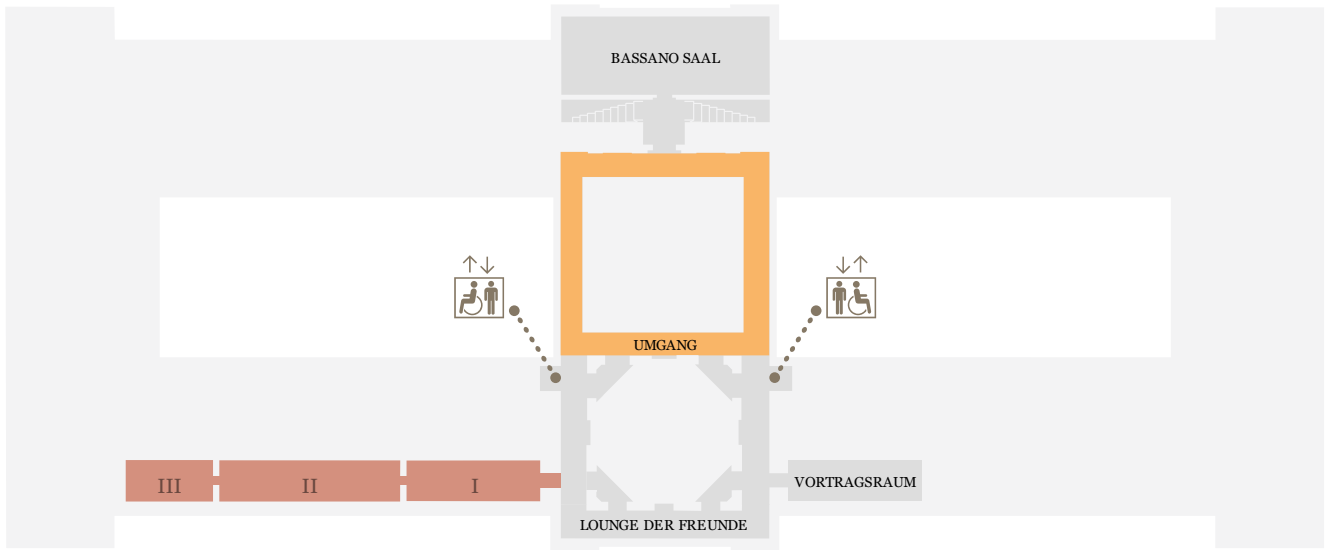 BASSANO SAAL
UMGANG
III
II
I
VORTRAGSRAUM
LOUNGE DER FREUNDE